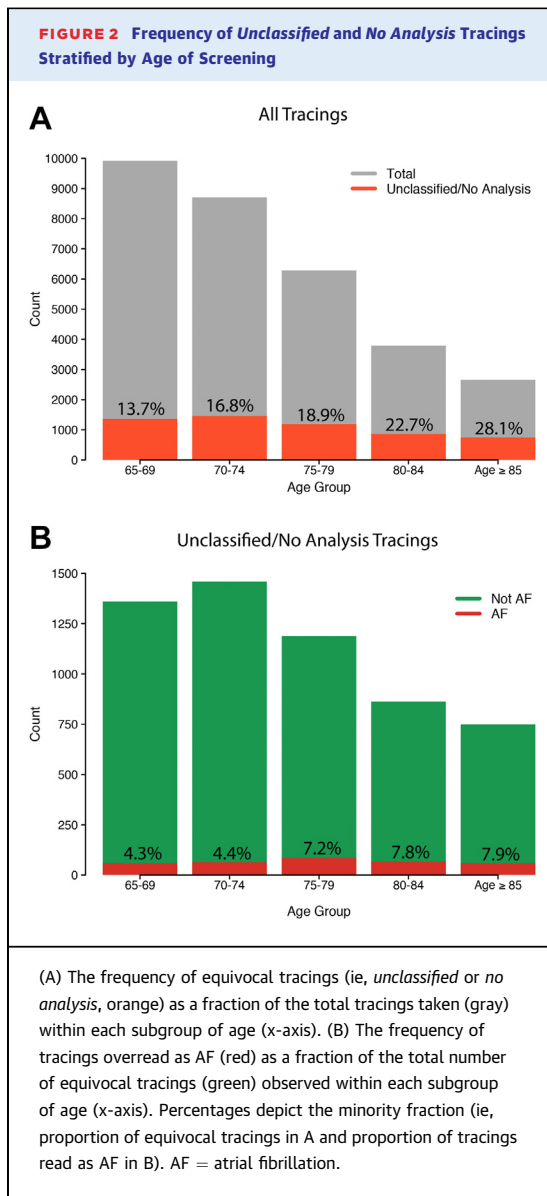 FIGURE 2 Frequency of Unclassified and No Analysis Tracings
Stratified by Age of Screening
A
All Tracings
Total
Unclassified/No Analysis
Count
10000
9000
8000
7000
6000
5000
4000
3000
2000
1000
0
13.7%
16.8%
18.9%
22.7%
28.1%
65-69
70-74
75-79
80-84
Age ≥ 85
Age Group
B
Unclassified/No Analysis Tracings
Not AF
AF
Count
1500
1250
1000
750
500
250
0
4.3%
4.4%
7.2%
7.8%
7.9%
65-69
70-74
75-79
80-84
Age ≥ 85
Age Group
(A) The frequency of equivocal tracings (ie, unclassified or no
analysis, orange) as a fraction of the total tracings taken (gray)
within each subgroup of age (x-axis). (B) The frequency of
tracings overread as AF (red) as a fraction of the total number
of equivocal tracings (green) observed within each subgroup
of age (x-axis). Percentages depict the minority fraction (ie,
proportion of equivocal tracings in A and proportion of tracings
read as AF in B). AF = atrial fibrillation.